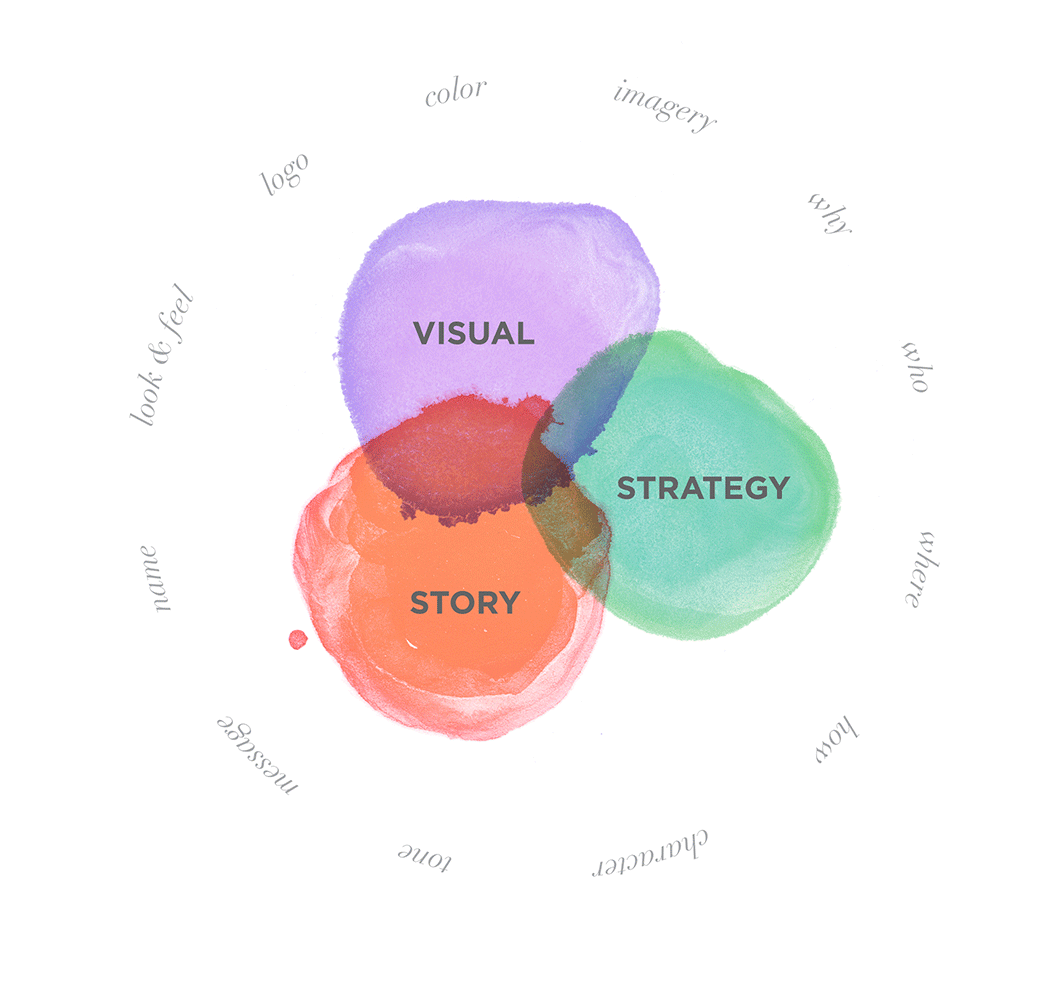 color
imagery
why
who
where
how
character
tone
message
name
look & feel
logo
VISUAL
STRATEGY
STORY